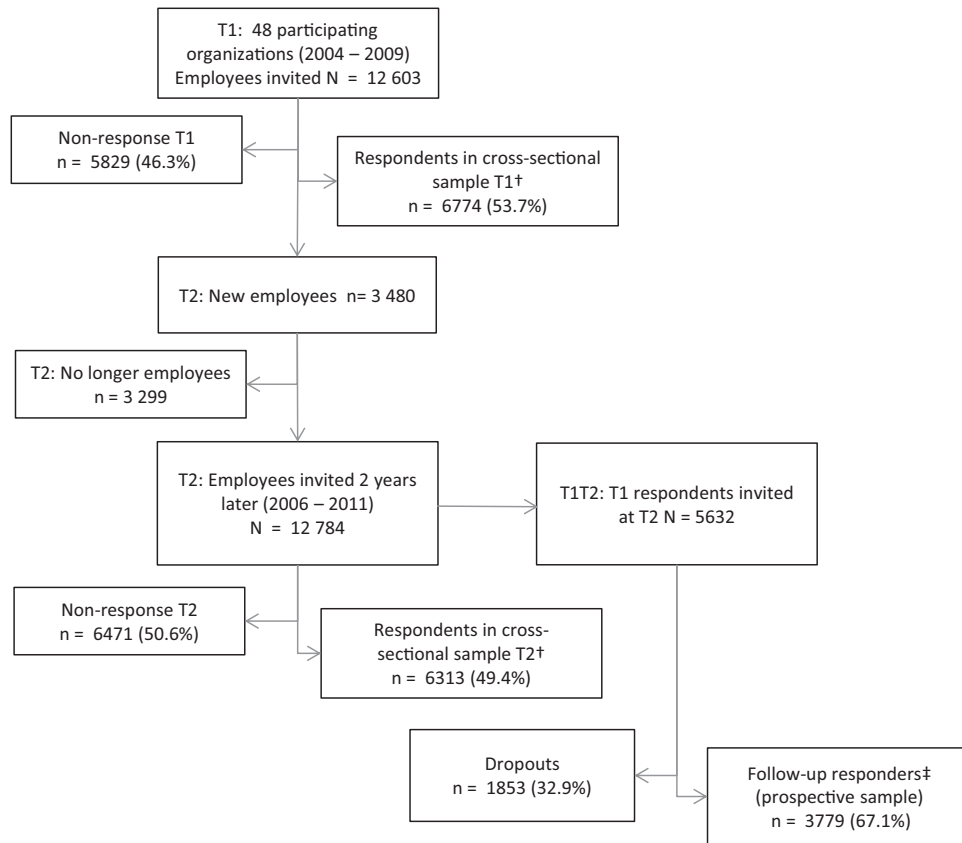 T1: 48 participating
organizations (2004 – 2009)
Employees invited N = 12 603
Non-response T1
n = 5829 (46.3%)
Respondents in cross-sectional
sample T1†
n = 6774 (53.7%)
T2: New employees n= 3 480
T2: No longer employees
n = 3 299
T2: Employees invited 2 years
later (2006 – 2011)
N = 12 784
T1T2: T1 respondents invited
at T2 N = 5632
Non-response T2
n = 6471 (50.6%)
Respondents in cross-
sectional sample T2†
n = 6313 (49.4%)
Dropouts
n = 1853 (32.9%)
Follow-up responders‡
(prospective sample)
n = 3779 (67.1%)